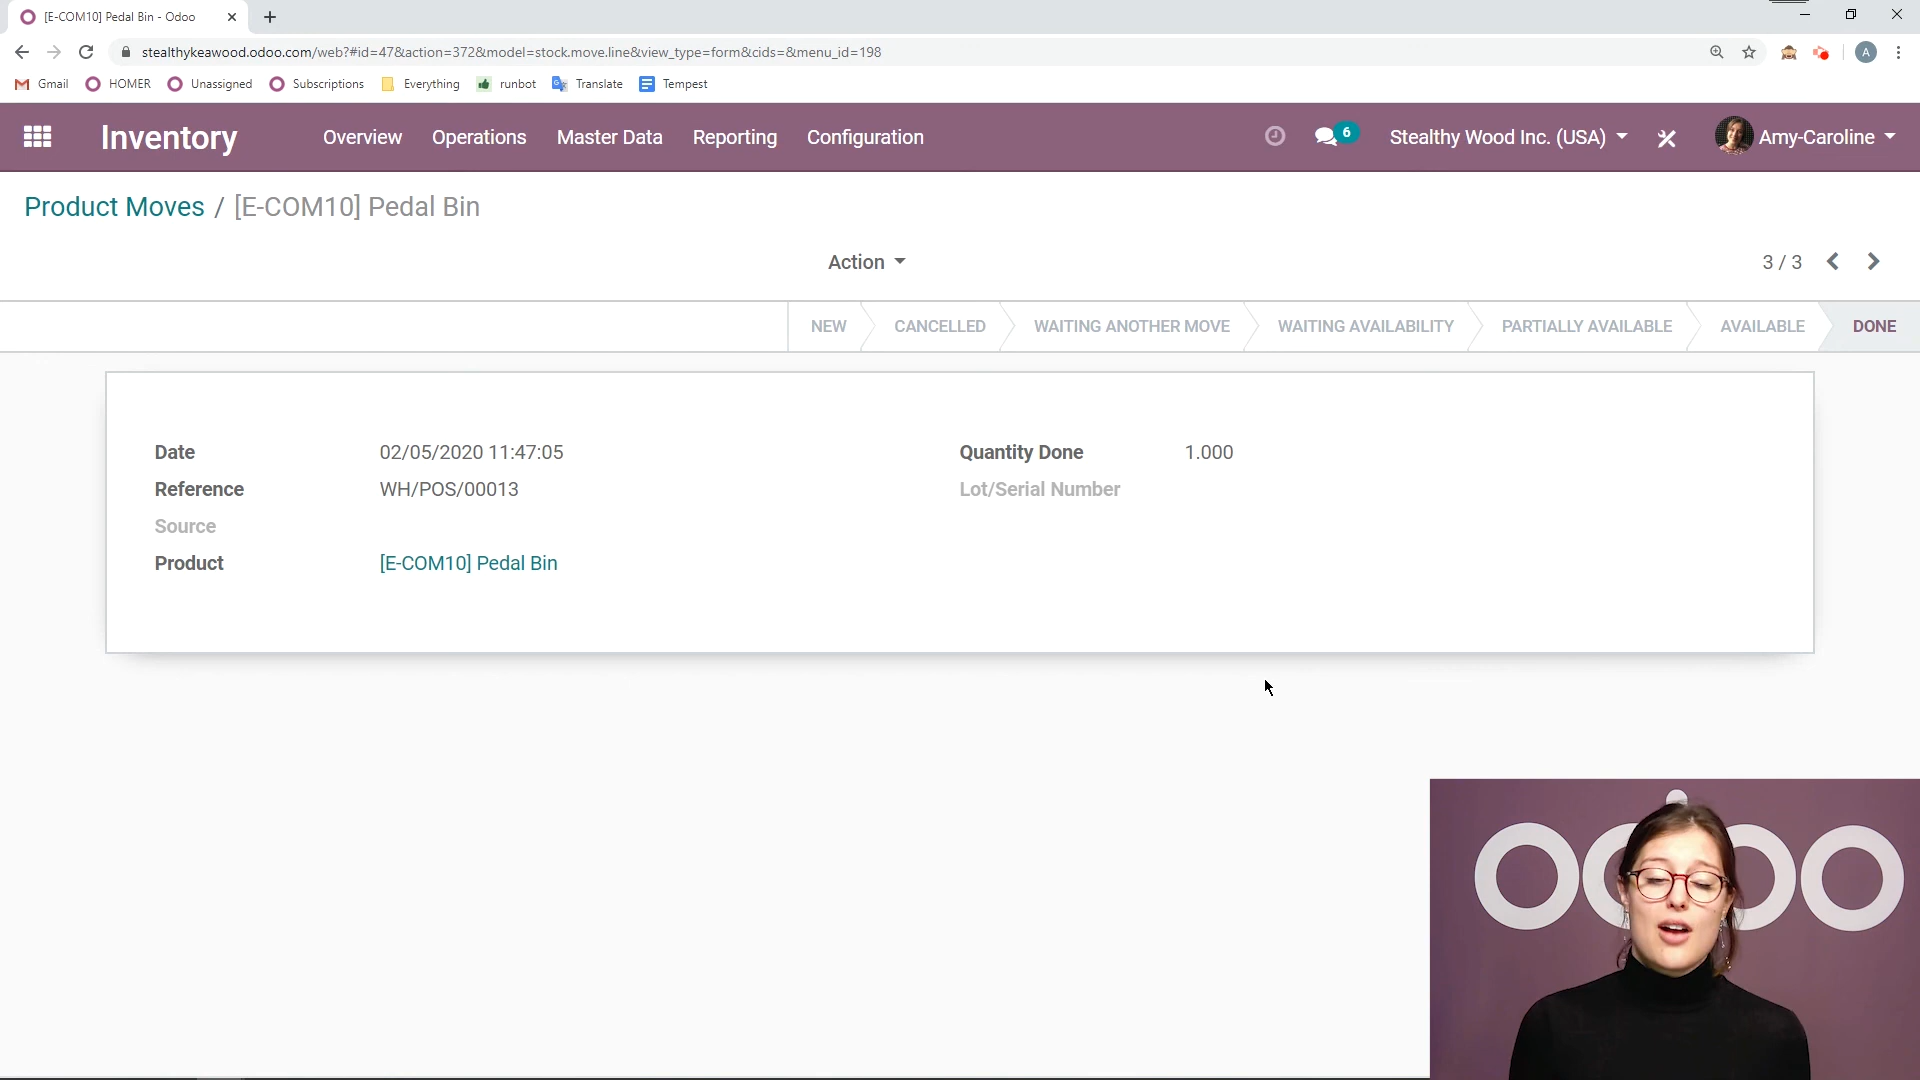 [E-COM10] Pedal Bin - Odoo
stealthykeawood.odoo.com/web?#id=47&action=372&model=stock.move.line&view_type=form&cids=&menu_id=198
A
Gmail HOMER Unassigned Subscriptions Everything runbot Translate Tempest
Inventory Overview Operations Master Data Reporting Configuration 6 Stealthy Wood Inc. (USA) Amy-Caroline
Product Moves / [E-COM10] Pedal Bin
Action 3 / 3
NEW CANCELLED WAITING ANOTHER MOVE WAITING AVAILABILITY PARTIALLY AVAILABLE AVAILABLE DONE
Date 02/05/2020 11:47:05 Quantity Done 1.000
Reference WH/POS/00013 Lot/Serial Number
Source
Product [E-COM10] Pedal Bin
odoo